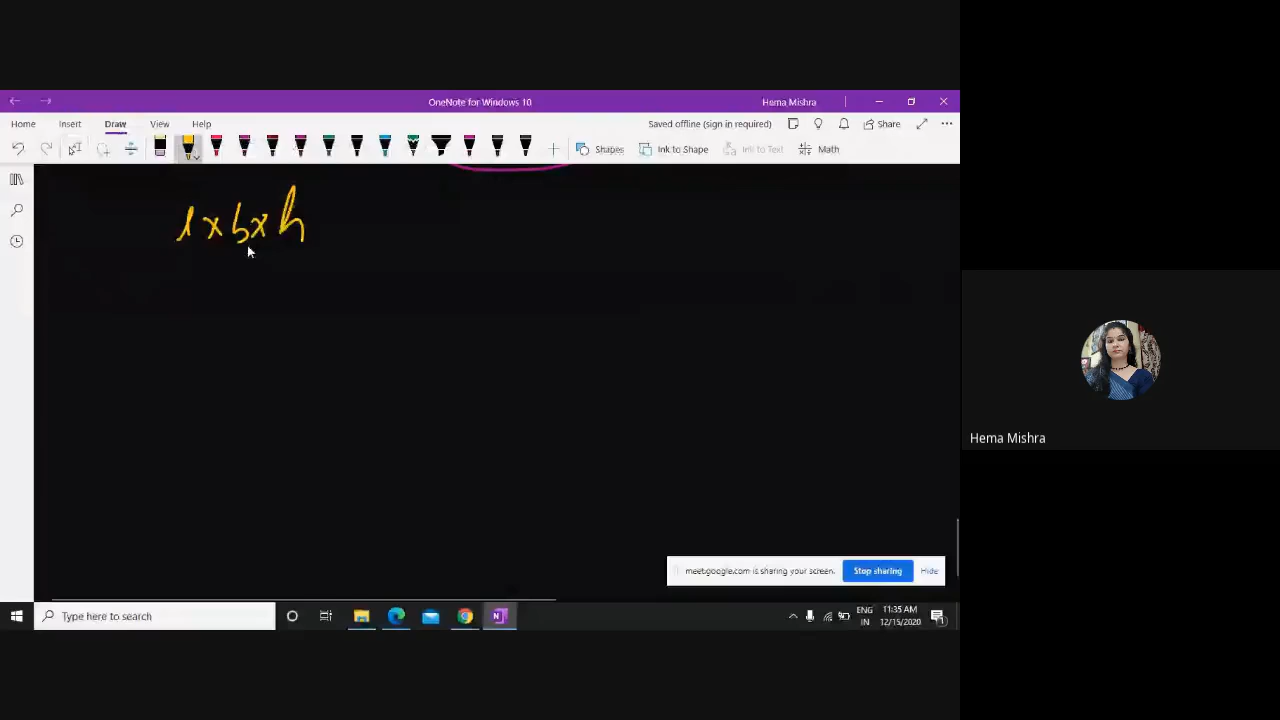 OneNote for Windows 10
Hema Mishra
Home Insert Draw View Help
Saved offline (sign in required)
Share
Shapes
Ink to Shape
Ink to Text
Math
l x b x h
Hema Mishra
meet.google.com is sharing your screen.
Stop sharing
Hide
Type here to search
ENG
IN
11:35 AM
12/15/2020
1